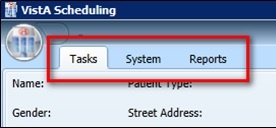 VistA Scheduling
Tasks System Reports
Name: Patient Type:
Gender: Street Address: